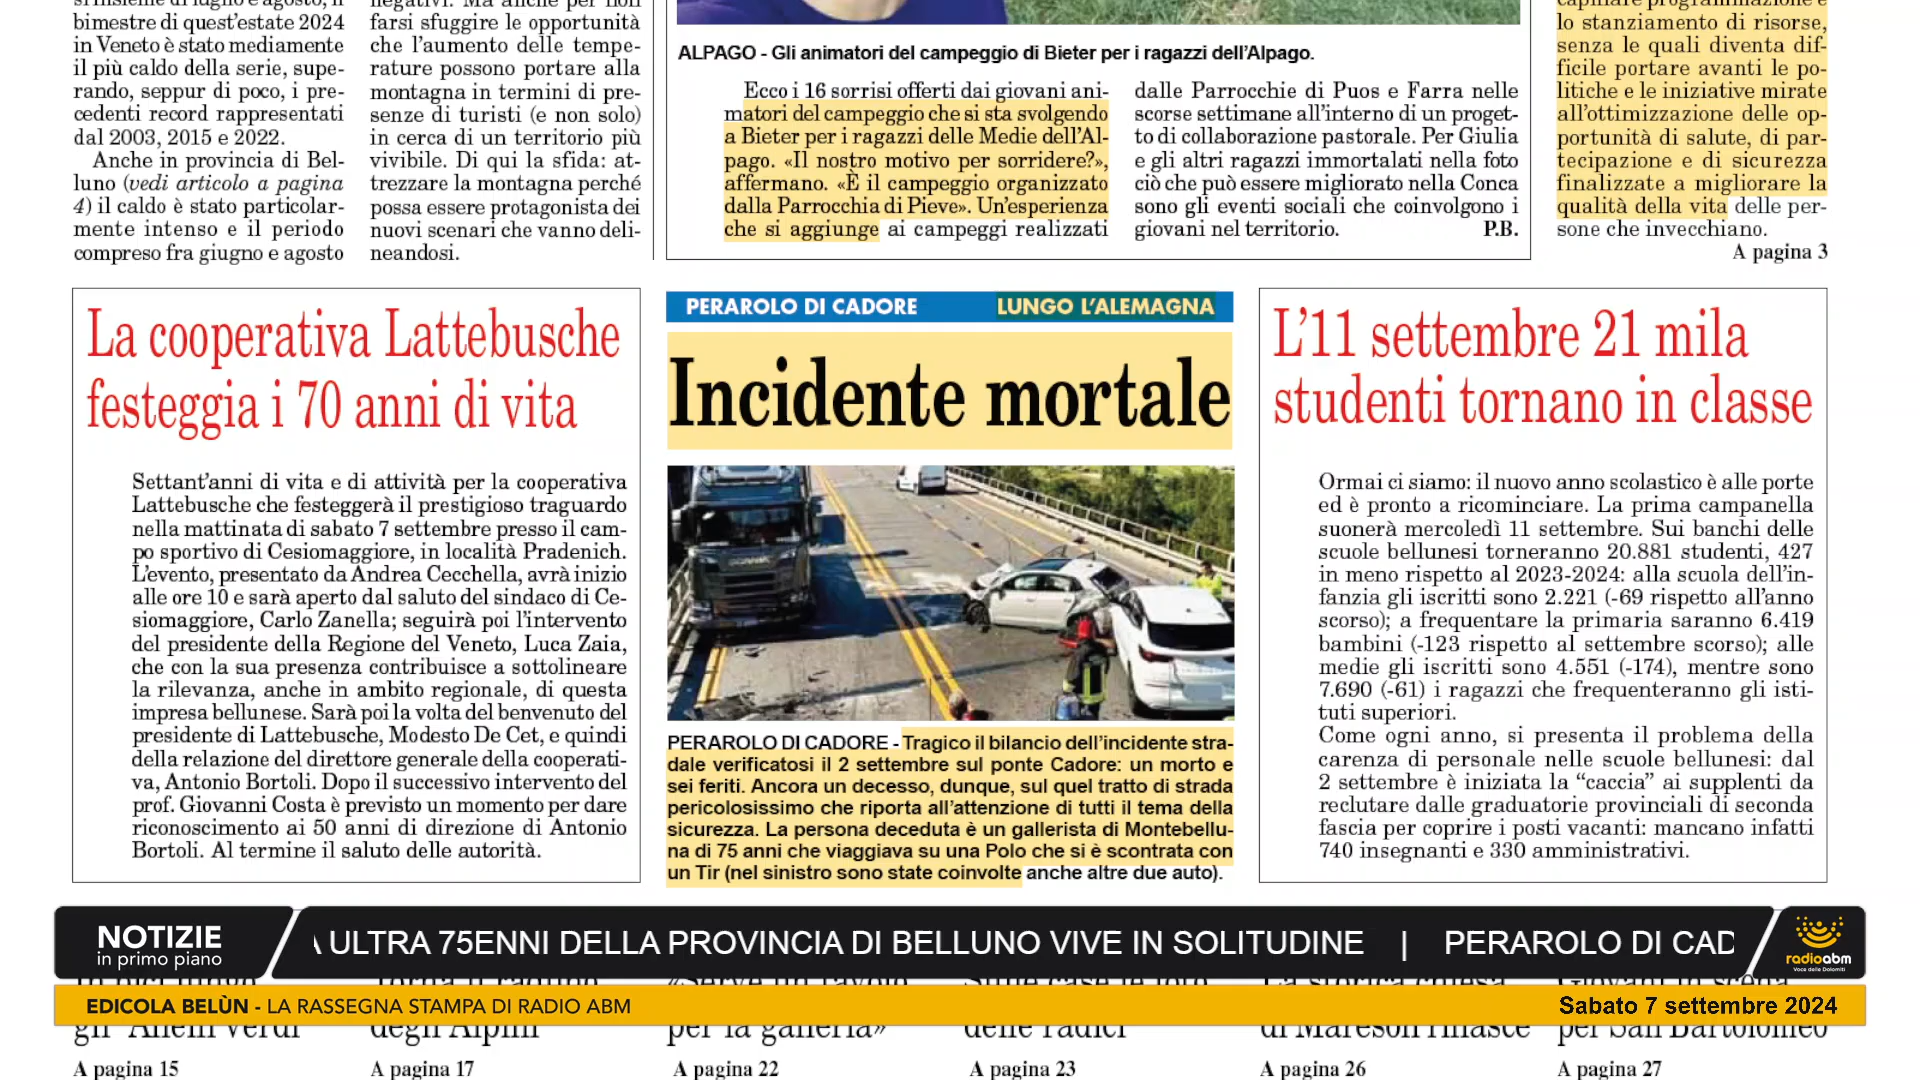 bimestre di quest'estate 2024
in Veneto è stato mediamente
il più caldo della serie, supe-
rando, seppur di poco, i pre-
cedenti record rappresentati
dal 2003, 2015 e 2022.
Anche in provincia di Bel-
luno (vedi articolo a pagina
4) il caldo è stato particolar-
mente intenso e il periodo
compreso fra giugno e agosto
farsi sfuggire le opportunità
che l'aumento delle tempe-
rature possono portare alla
montagna in termini di pre-
senze di turisti (e non solo)
in cerca di un territorio più
vivibile. Di qui la sfida: at-
trezzare la montagna perché
possa essere protagonista dei
nuovi scenari che vanno deli-
neandosi.
ALPAGO - Gli animatori del campeggio di Bieter per i ragazzi dell'Alpago.
Ecco i 16 sorrisi offerti dai giovani ani-
matori del campeggio che si sta svolgendo
a Bieter per i ragazzi delle Medie dell'Al-
pago. «Il nostro motivo per sorridere?»,
affermano. «È il campeggio organizzato
dalla Parrocchia di Pieve». Un'esperienza
che si aggiunge ai campeggi realizzati
dalle Parrocchie di Puos e Farra nelle
scorse settimane all'interno di un proget-
to di collaborazione pastorale. Per Giulia
e gli altri ragazzi immortalati nella foto
ciò che può essere migliorato nella Conca
sono gli eventi sociali che coinvolgono i
giovani nel territorio. P.B.
lo stanziamento di risorse,
senza le quali diventa dif-
ficile portare avanti le po-
litiche e le iniziative mirate
all'ottimizzazione delle op-
portunità di salute, di par-
tecipazione e di sicurezza
finalizzate a migliorare la
qualità della vita delle per-
sone che invecchiano.
A pagina 3
La cooperativa Lattebusche
festeggia i 70 anni di vita
Settant'anni di vita e di attività per la cooperativa
Lattebusche che festeggerà il prestigioso traguardo
nella mattinata di sabato 7 settembre presso il cam-
po sportivo di Cesiomaggiore, in località Pradenich.
L'evento, presentato da Andrea Cecchella, avrà inizio
alle ore 10 e sarà aperto dal saluto del sindaco di Ce-
siomaggiore, Carlo Zanella; seguirà poi l'intervento
del presidente della Regione del Veneto, Luca Zaia,
che con la sua presenza contribuisce a sottolineare
la rilevanza, anche in ambito regionale, di questa
impresa bellunese. Sarà poi la volta del benvenuto del
presidente di Lattebusche, Modesto De Cet, e quindi
della relazione del direttore generale della cooperati-
va, Antonio Bortoli. Dopo il successivo intervento del
prof. Giovanni Costa è previsto un momento per dare
riconoscimento ai 50 anni di direzione di Antonio
Bortoli. Al termine il saluto delle autorità.
PERAROLO DI CADORE LUNGO L'ALEMAGNA
Incidente mortale
SCANIA
PERAROLO DI CADORE - Tragico il bilancio dell'incidente stra-
dale verificatosi il 2 settembre sul ponte Cadore: un morto e
sei feriti. Ancora un decesso, dunque, sul quel tratto di strada
pericolosissimo che riporta all'attenzione di tutti il tema della
sicurezza. La persona deceduta è un gallerista di Montebellu-
na di 75 anni che viaggiava su una Polo che si è scontrata con
un Tir (nel sinistro sono state coinvolte anche altre due auto).
L'11 settembre 21 mila
studenti tornano in classe
Ormai ci siamo: il nuovo anno scolastico è alle porte
ed è pronto a ricominciare. La prima campanella
suonerà mercoledì 11 settembre. Sui banchi delle
scuole bellunesi torneranno 20.881 studenti, 427
in meno rispetto al 2023-2024: alla scuola dell'in-
fanzia gli iscritti sono 2.221 (-69 rispetto all'anno
scorso); a frequentare la primaria saranno 6.419
bambini (-123 rispetto al settembre scorso); alle
medie gli iscritti sono 4.551 (-174), mentre sono
7.690 (-61) i ragazzi che frequenteranno gli isti-
tuti superiori.
Come ogni anno, si presenta il problema della
carenza di personale nelle scuole bellunesi: dal
2 settembre è iniziata la "caccia" ai supplenti da
reclutare dalle graduatorie provinciali di seconda
fascia per coprire i posti vacanti: mancano infatti
740 insegnanti e 330 amministrativi.
NOTIZIE
in primo piano
A ULTRA 75ENNI DELLA PROVINCIA DI BELLUNO VIVE IN SOLITUDINE | PERAROLO DI CAD
radioabm
Voce delle Dolomiti
EDICOLA BELÙN - LA RASSEGNA STAMPA DI RADIO ABM
Sabato 7 settembre 2024
gli "Anelli verdi"
degli Alpini
per la galleria»
delle radici
di Mareson rinasce
per San Bartolomeo
A pagina 15
A pagina 17
A pagina 22
A pagina 23
A pagina 26
A pagina 27